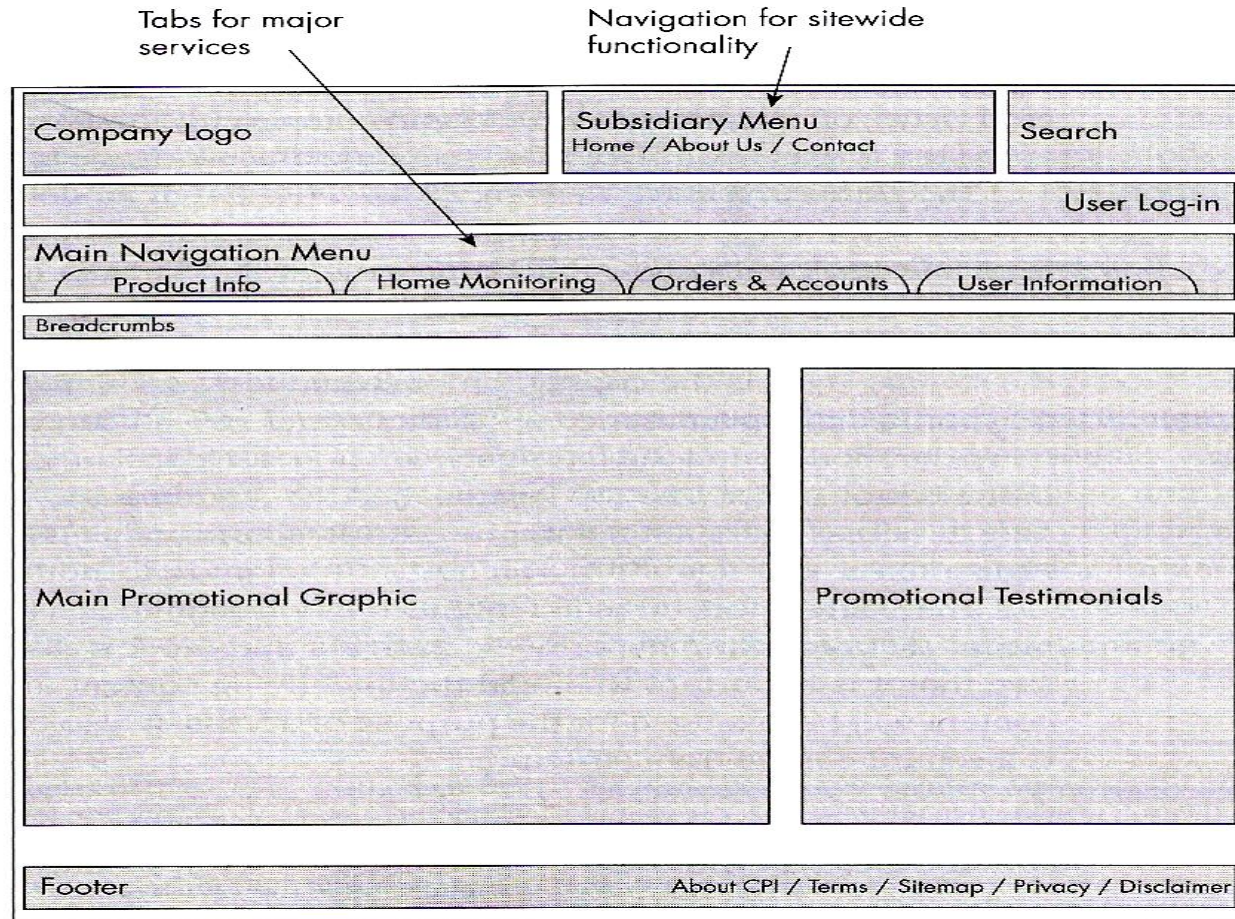 Tabs for major
services
Navigation for sitewide
functionality
Company Logo
Subsidiary Menu
Home / About Us / Contact
Search
User Log-in
Main Navigation Menu
Product Info
Home Monitoring
Orders & Accounts
User Information
Breadcrumbs
Main Promotional Graphic
Promotional Testimonials
Footer
About CPI / Terms / Sitemap / Privacy / Disclaimer